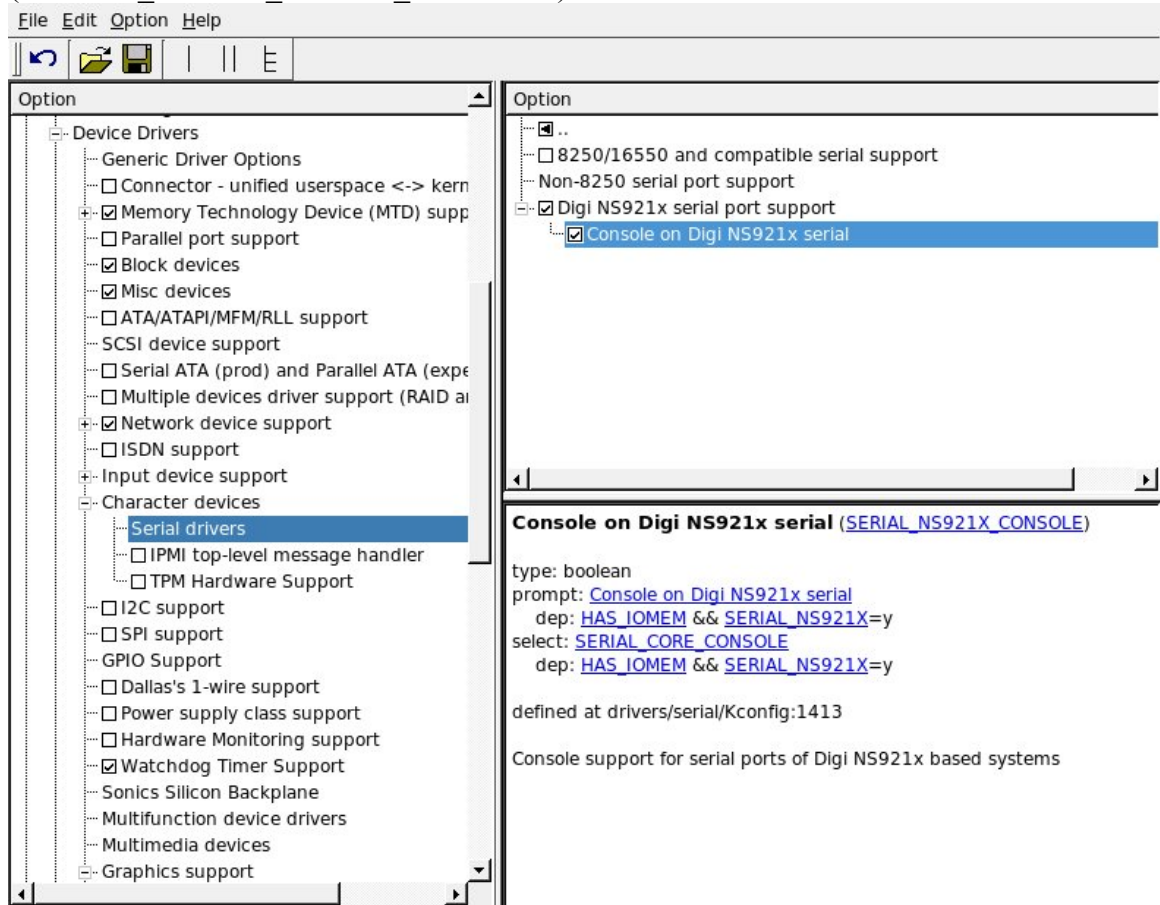 File Edit Option Help
Option
Device Drivers
Generic Driver Options
Connector - unified userspace <-> kern
Memory Technology Device (MTD) supp
Parallel port support
Block devices
Misc devices
ATA/ATAPI/MFM/RLL support
SCSI device support
Serial ATA (prod) and Parallel ATA (expe
Multiple devices driver support (RAID a
Network device support
ISDN support
Input device support
Character devices
Serial drivers
IPMI top-level message handler
TPM Hardware Support
I2C support
SPI support
GPIO Support
Dallas's 1-wire support
Power supply class support
Hardware Monitoring support
Watchdog Timer Support
Sonics Silicon Backplane
Multifunction device drivers
Multimedia devices
Graphics support
Option
..
8250/16550 and compatible serial support
Non-8250 serial port support
Digi NS921x serial port support
Console on Digi NS921x serial
Console on Digi NS921x serial (SERIAL_NS921X_CONSOLE)
type: boolean
prompt: Console on Digi NS921x serial
dep: HAS_IOMEM && SERIAL_NS921X=y
select: SERIAL_CORE_CONSOLE
dep: HAS_IOMEM && SERIAL_NS921X=y
defined at drivers/serial/Kconfig:1413
Console support for serial ports of Digi NS921x based systems